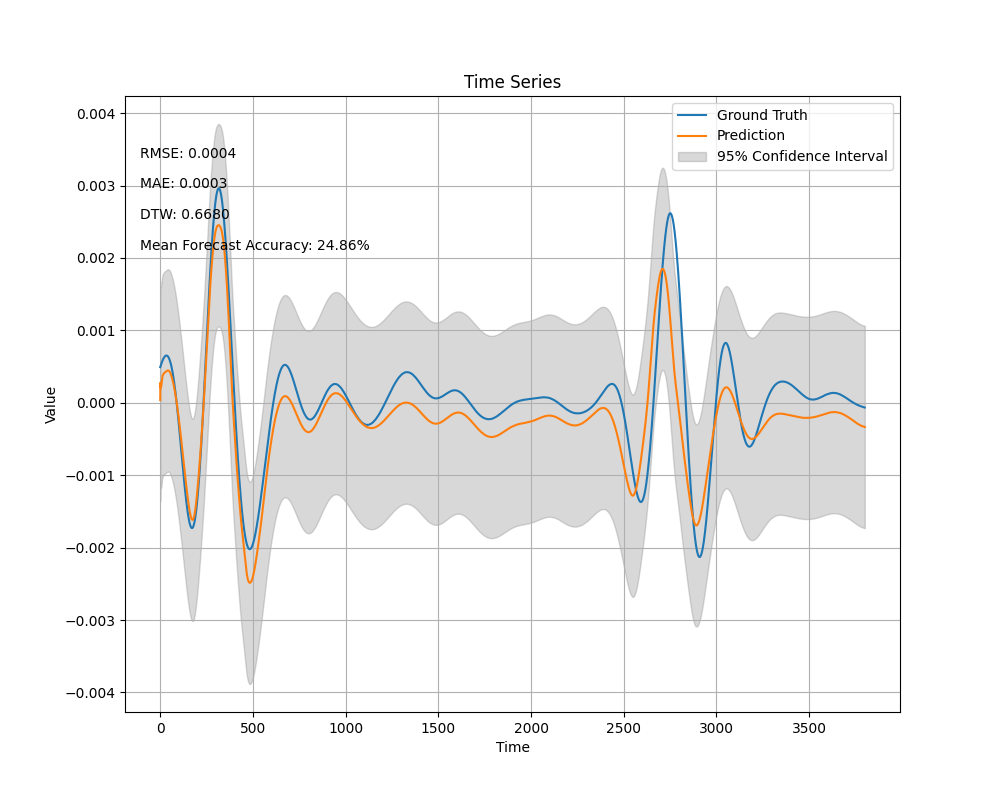 Time Series
Ground Truth
Prediction
95% Confidence Interval
RMSE: 0.0004
MAE: 0.0003
DTW: 0.6680
Mean Forecast Accuracy: 24.86%
Value
0.004
0.003
0.002
0.001
0.000
−0.001
−0.002
−0.003
−0.004
0 500 1000 1500 2000 2500 3000 3500
Time